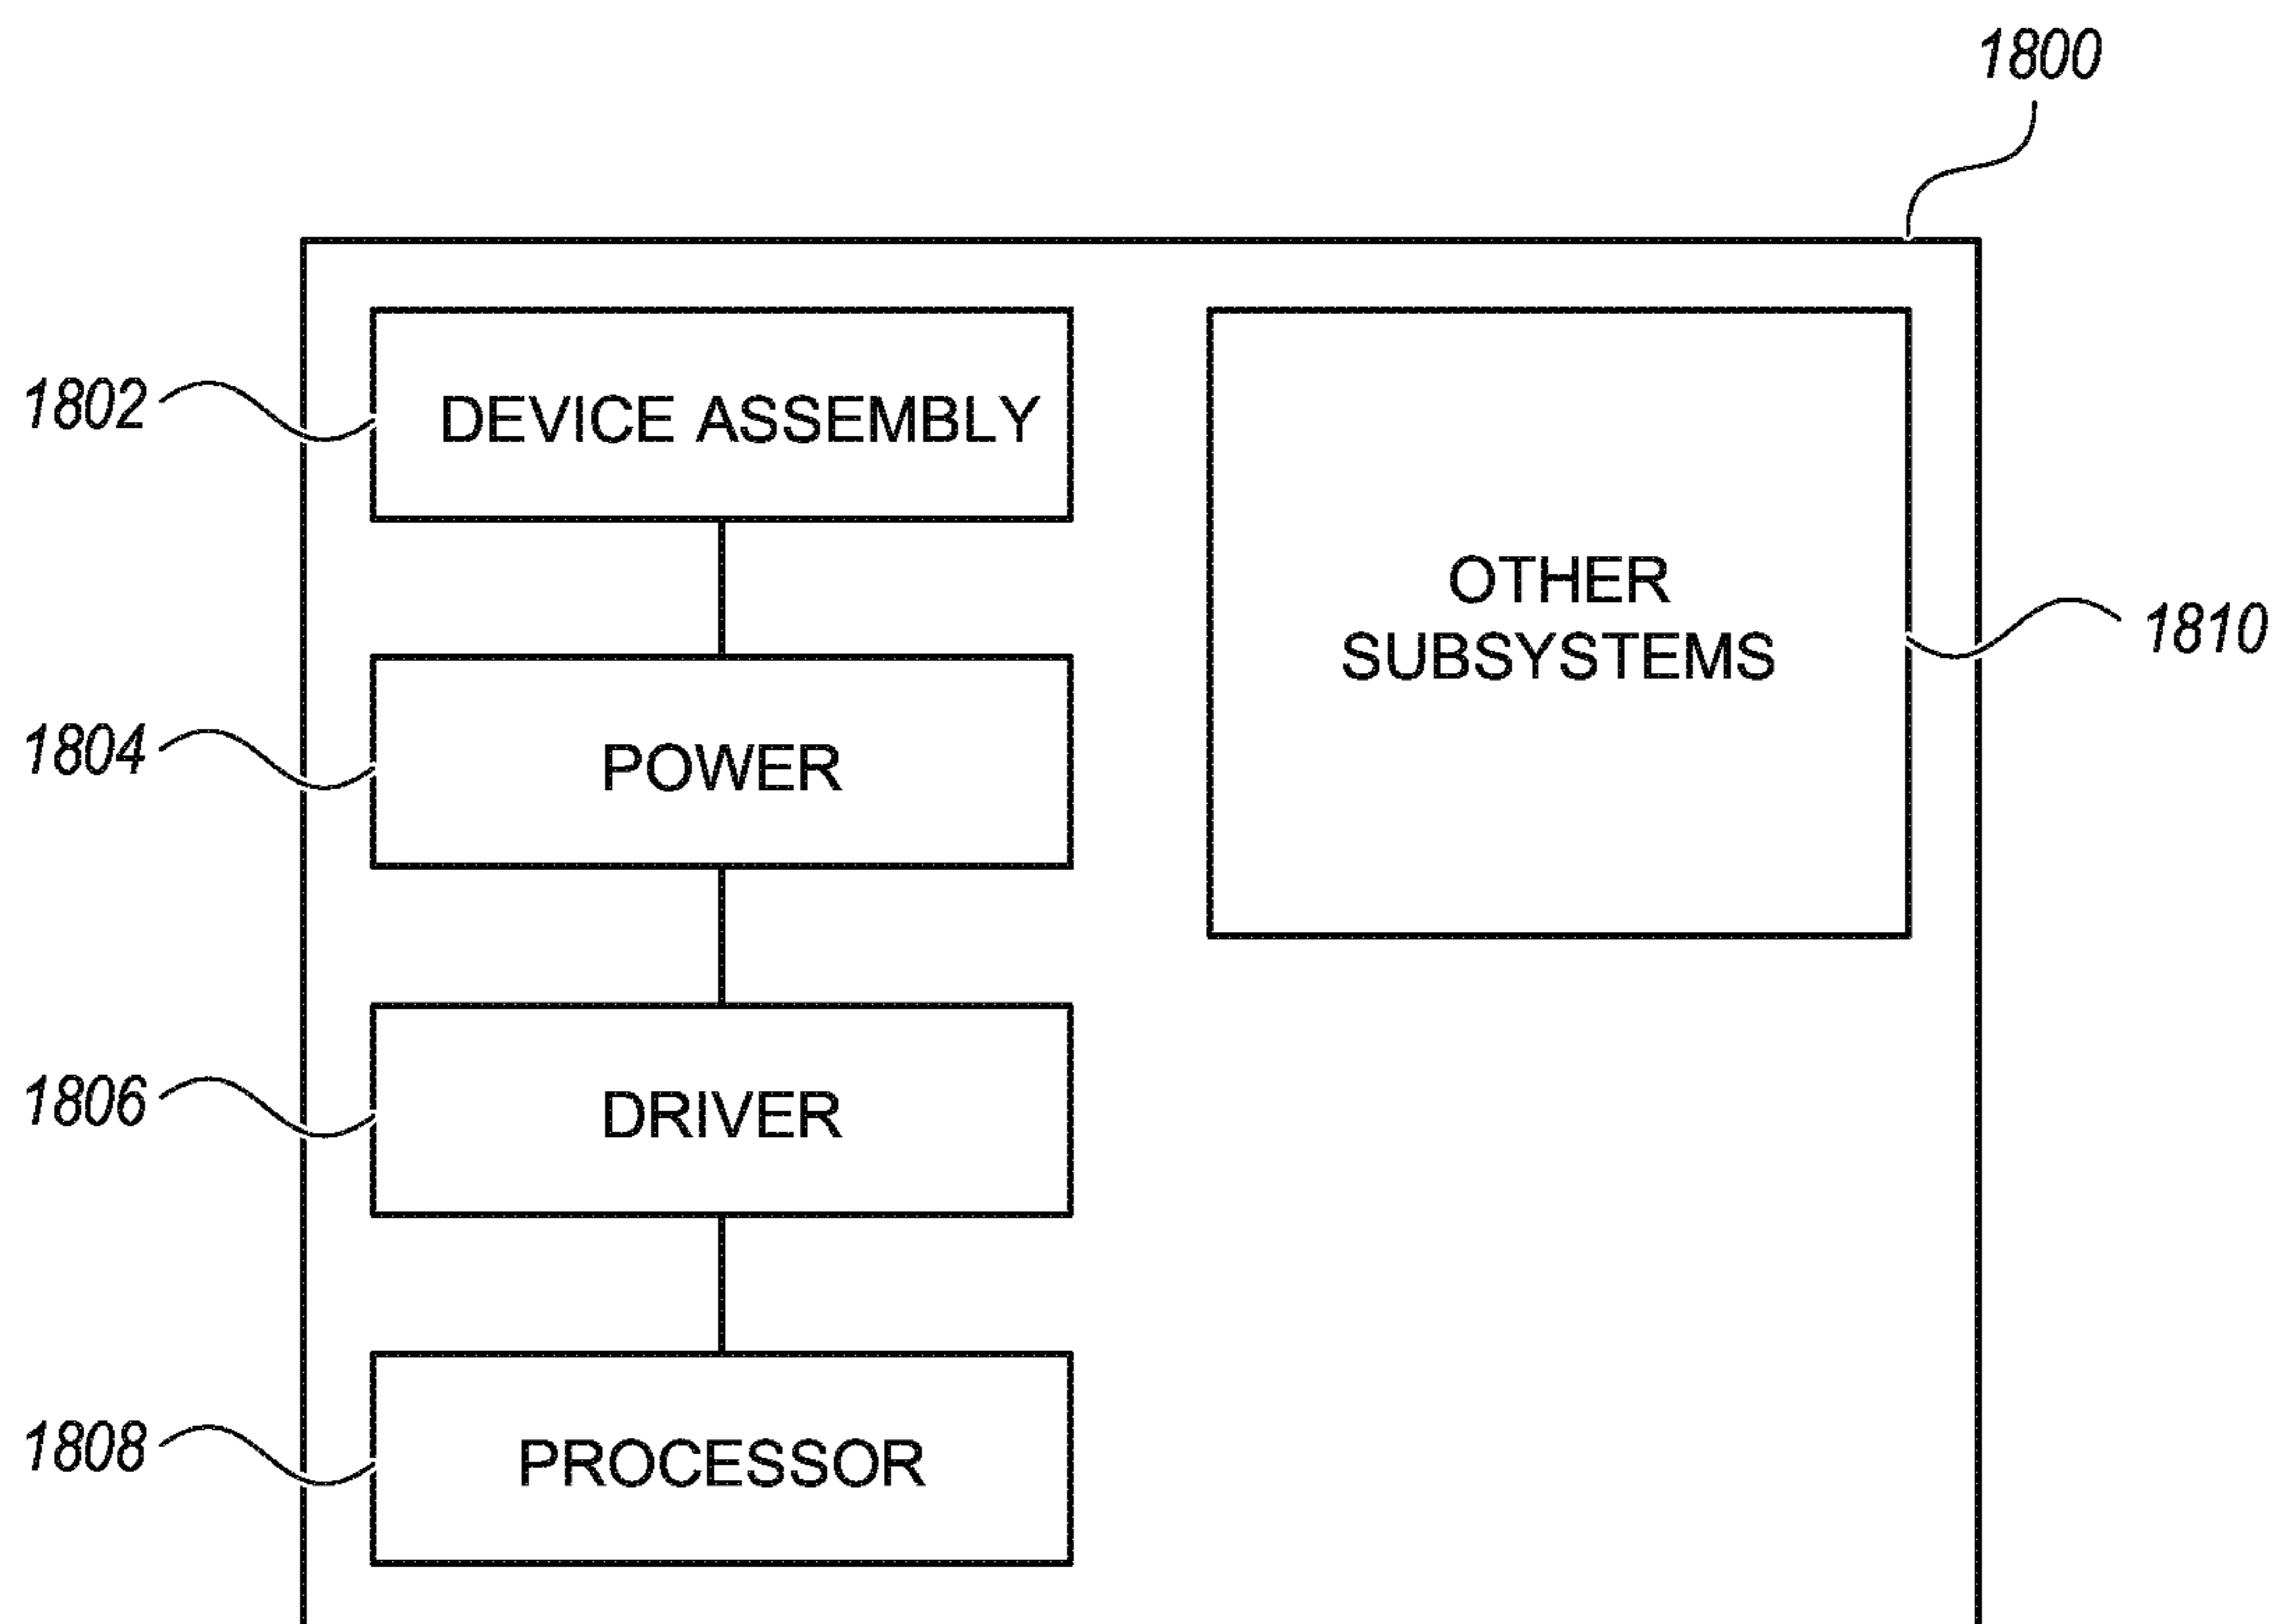 1800
1802
DEVICE ASSEMBLY
OTHER
SUBSYSTEMS
1810
1804
POWER
1806
DRIVER
1808
PROCESSOR